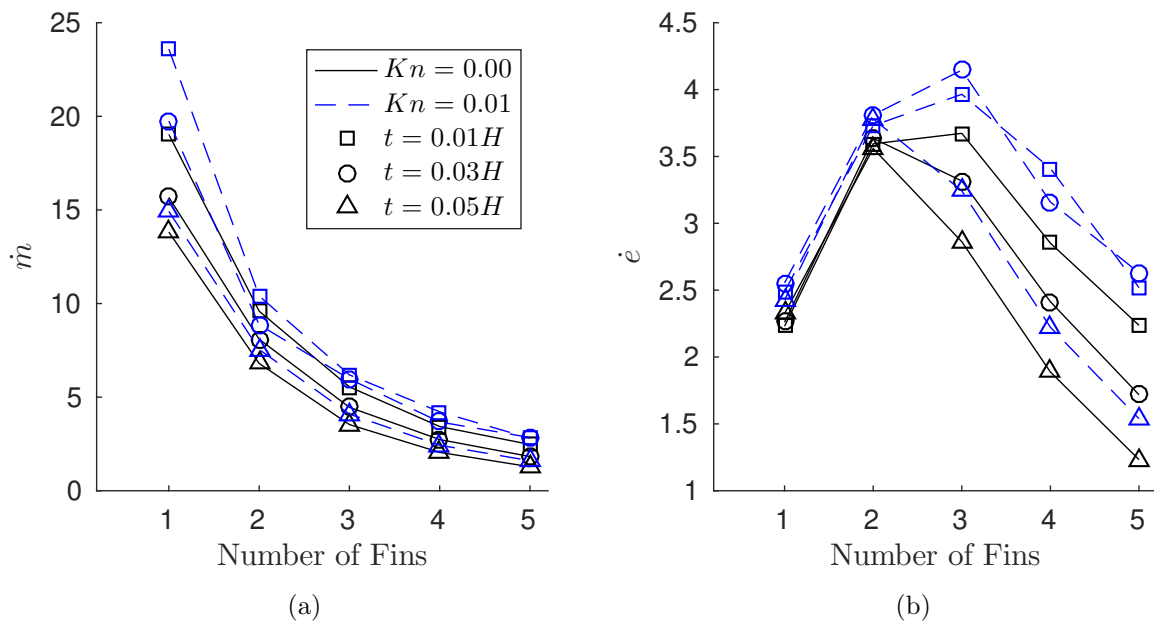 25
20
15
10
5
0
ṁ
1 2 3 4 5
Number of Fins
(a)
Kn = 0.00
Kn = 0.01
t = 0.01H
t = 0.03H
t = 0.05H
4.5
4
3.5
3
2.5
2
1.5
1
ė
1 2 3 4 5
Number of Fins
(b)